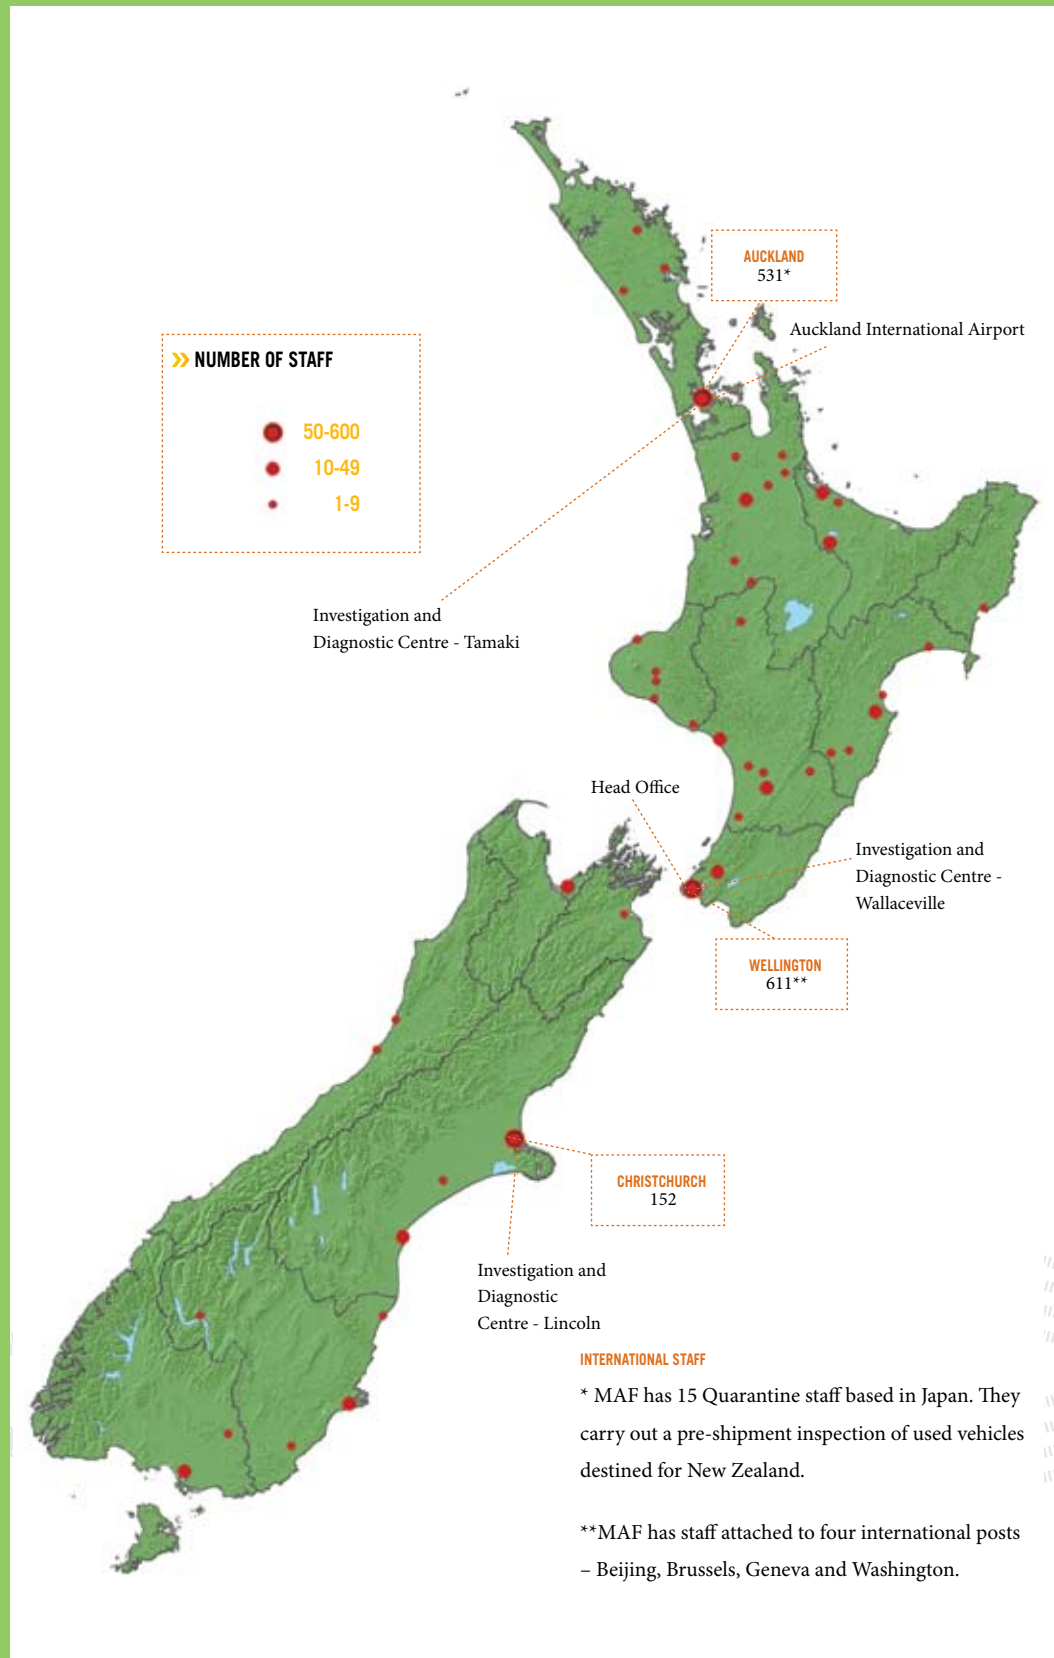 AUCKLAND
531*
Auckland International Airport
» NUMBER OF STAFF
50-600
10-49
1-9
Investigation and
Diagnostic Centre - Tamaki
Head Office
Investigation and
Diagnostic Centre -
Wallaceville
WELLINGTON
611**
CHRISTCHURCH
152
Investigation and
Diagnostic
Centre - Lincoln
INTERNATIONAL STAFF
* MAF has 15 Quarantine staff based in Japan. They
carry out a pre-shipment inspection of used vehicles
destined for New Zealand.
**MAF has staff attached to four international posts
– Beijing, Brussels, Geneva and Washington.